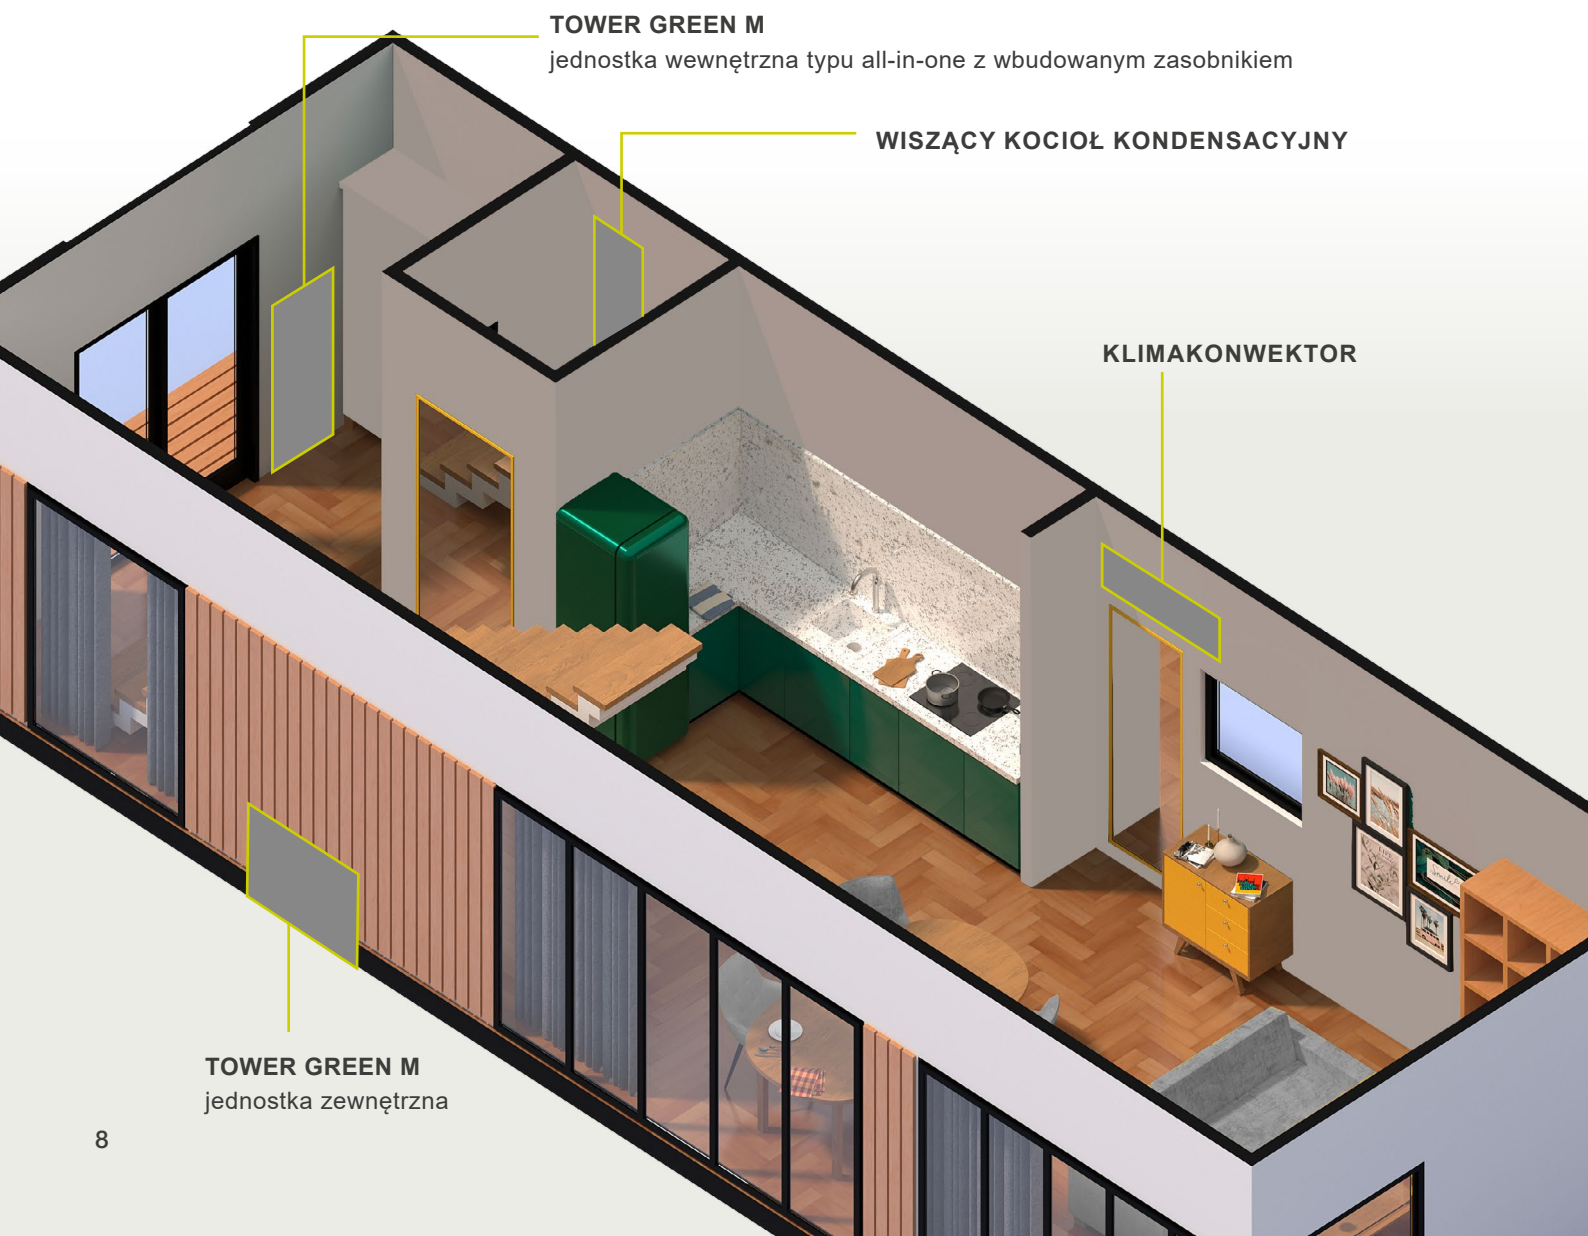 TOWER GREEN M
jednostka wewnętrzna typu all-in-one z wbudowanym zasobnikiem
WISZĄCY KOCIOŁ KONDENSACYJNY
KLIMAKONWEKTOR
TOWER GREEN M
jednostka zewnętrzna
8